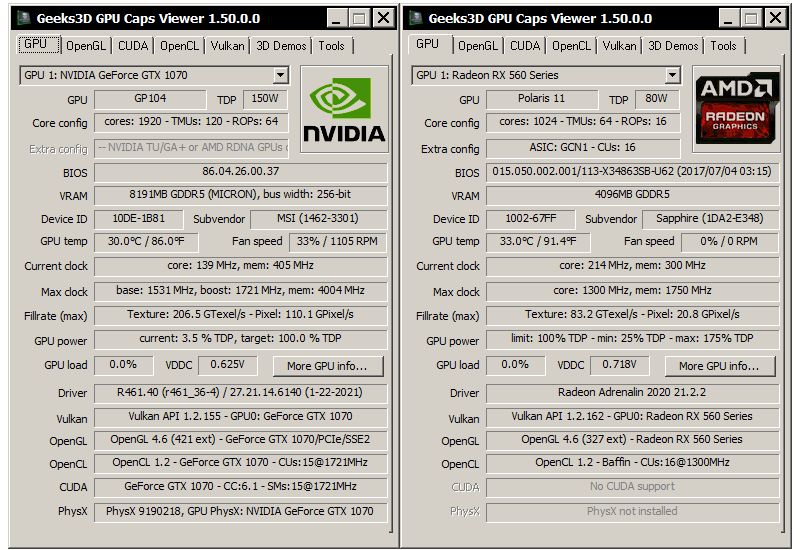 Geeks3D GPU Caps Viewer 1.50.0.0
GPU OpenGL CUDA OpenCL Vulkan 3D Demos Tools
GPU 1: NVIDIA GeForce GTX 1070
GPU GP104 TDP 150W
Core config cores: 1920 - TMUs: 120 - ROPs: 64
Extra config -- NVIDIA TU/GA+ or AMD RDNA GPUs
NVIDIA
BIOS 86.04.26.00.37
VRAM 8191MB GDDR5 (MICRON), bus width: 256-bit
Device ID 10DE-1B81 Subvendor MSI (1462-3301)
GPU temp 30.0°C / 86.0°F Fan speed 33% / 1105 RPM
Current clock core: 139 MHz, mem: 405 MHz
Max clock base: 1531 MHz, boost: 1721 MHz, mem: 4004 MHz
Fillrate (max) Texture: 206.5 GTexel/s - Pixel: 110.1 GPixel/s
GPU power current: 3.5 % TDP, target: 100.0 % TDP
GPU load 0.0% VDDC 0.625V More GPU info...
Driver R461.40 (r461_36-4) / 27.21.14.6140 (1-22-2021)
Vulkan Vulkan API 1.2.155 - GPU0: GeForce GTX 1070
OpenGL OpenGL 4.6 (421 ext) - GeForce GTX 1070/PCIe/SSE2
OpenCL OpenCL 1.2 - GeForce GTX 1070 - CUs:15@1721MHz
CUDA GeForce GTX 1070 - CC:6.1 - SMs:15@1721MHz
PhysX PhysX 9190218, GPU PhysX: NVIDIA GeForce GTX 1070
Geeks3D GPU Caps Viewer 1.50.0.0
GPU OpenGL CUDA OpenCL Vulkan 3D Demos Tools
GPU 1: Radeon RX 560 Series
GPU Polaris 11 TDP 80W
Core config cores: 1024 - TMUs: 64 - ROPs: 16
Extra config ASIC: GCN1 - CUs: 16
AMD
RADEON
GRAPHICS
BIOS 015.050.002.001/113-X34863SB-U62 (2017/07/04 03:15)
VRAM 4096MB GDDR5
Device ID 1002-67FF Subvendor Sapphire (1DA2-E348)
GPU temp 33.0°C / 91.4°F Fan speed 0% / 0 RPM
Current clock core: 214 MHz, mem: 300 MHz
Max clock core: 1300 MHz, mem: 1750 MHz
Fillrate (max) Texture: 83.2 GTexel/s - Pixel: 20.8 GPixel/s
GPU power limit: 100% TDP - min: 25% TDP - max: 175% TDP
GPU load 0.0% VDDC 0.718V More GPU info...
Driver Radeon Adrenalin 2020 21.2.2
Vulkan Vulkan API 1.2.162 - GPU0: Radeon RX 560 Series
OpenGL OpenGL 4.6 (327 ext) - Radeon RX 560 Series
OpenCL OpenCL 1.2 - Baffin - CUs:16@1300MHz
CUDA No CUDA support
PhysX PhysX not installed